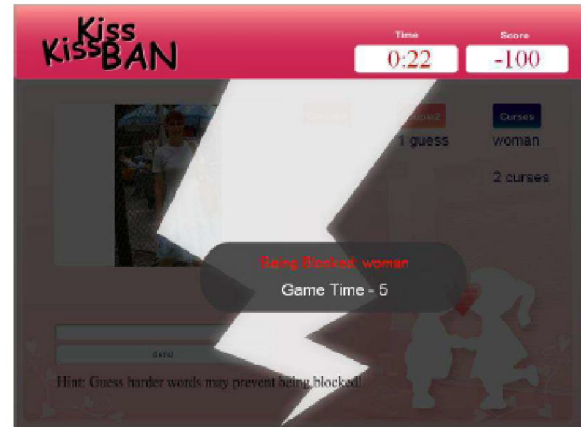 Kiss
KissBAN
Time
Score
0:22
-100
Curses
1 guess
woman
2 curses
Being Blocked: woman
Game Time - 5
Hint: Guess harder words may prevent being blocked!